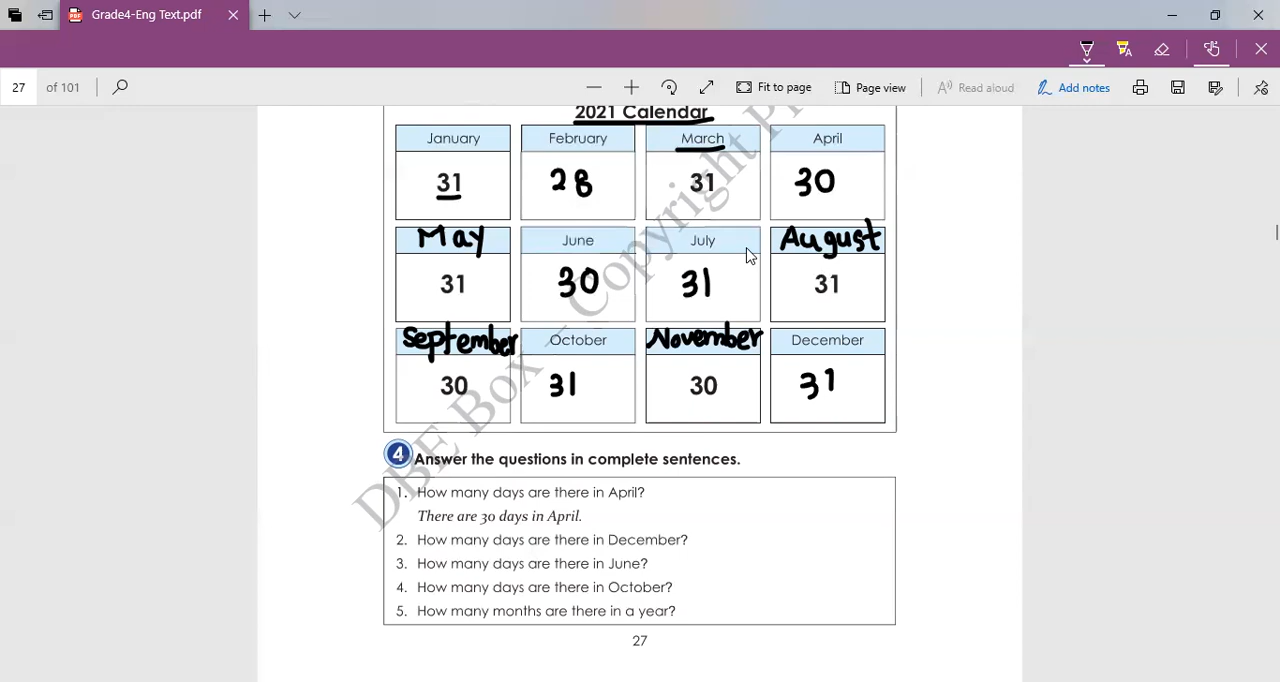 Grade4-Eng Text.pdf
27 of 101
Fit to page
Page view
Read aloud
Add notes
2021 Calendar
January February March April
31 28 31 30
May June July August
31 30 31 31
September October November December
30 31 30 31
4 Answer the questions in complete sentences.
1. How many days are there in April?
There are 30 days in April.
2. How many days are there in December?
3. How many days are there in June?
4. How many days are there in October?
5. How many months are there in a year?
27
DBE Box - Copyright